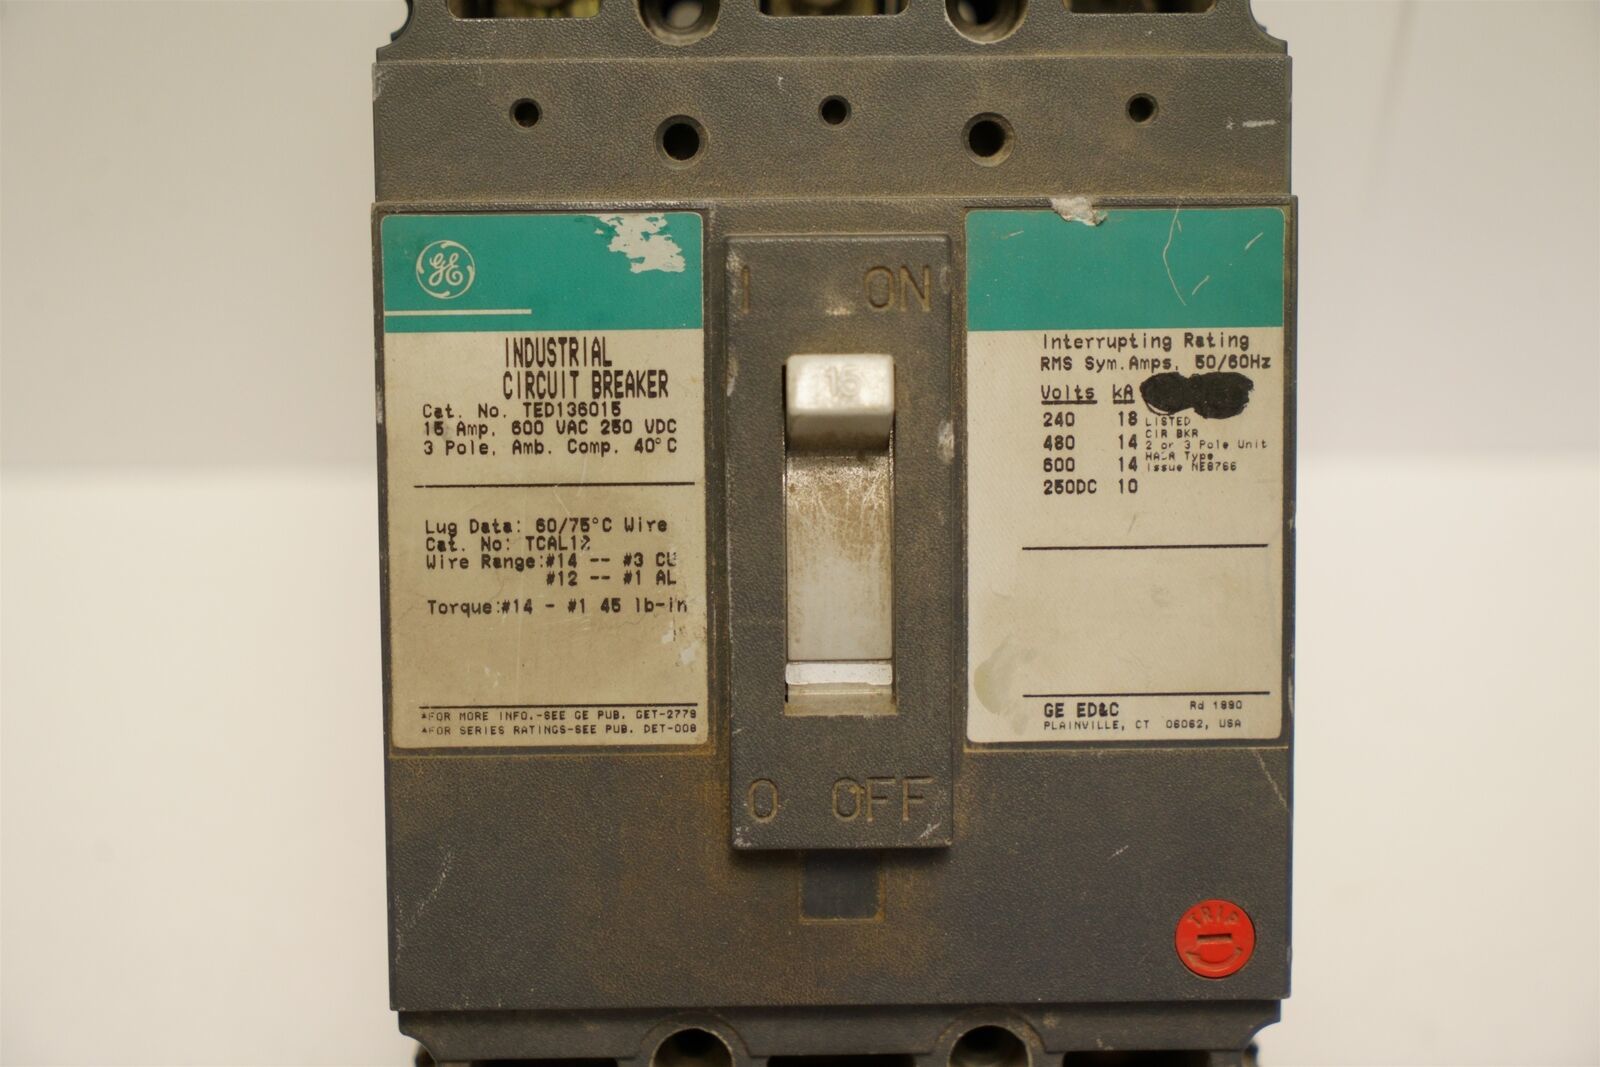 GE
INDUSTRIAL
CIRCUIT BREAKER
Cat. No. TED136015
15 Amp, 600 VAC 250 VDC
3 Pole, Amb. Comp. 40°C
Lug Data: 60/75°C Wire
Cat. No: TCAL12
Wire Range:#14 -- #3 CU
#12 -- #1 AL
Torque:#14 - #1 45 lb-in
*FOR MORE INFO.-SEE GE PUB. GET-2779
*FOR SERIES RATINGS-SEE PUB. DET-008
I ON
15
O OFF
Interrupting Rating
RMS Sym.Amps, 50/60Hz
Volts kA
240 18 LISTED
CIR BKR
480 14 2 or 3 Pole Unit
Type
600 14 Issue NE8766
250DC 10
GE ED&C Rd 1890
PLAINVILLE, CT 06062, USA
TRIP